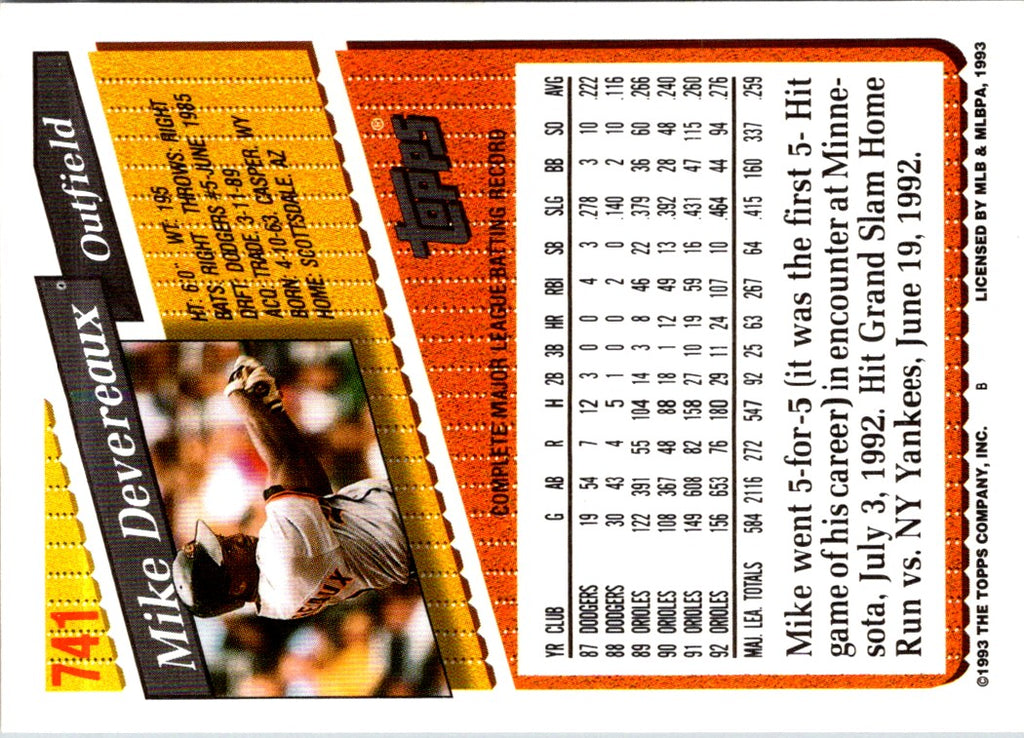 741
Mike Devereaux
Outfield
HT: 6'0" WT: 195
BATS: RIGHT THROWS: RIGHT
DRFT: DODGERS #5-JUNE, 1985
ACQ: TRADE, 3-11-89
BORN: 4-10-63, CASPER, WY
HOME: SCOTTSDALE, AZ
topps®
COMPLETE MAJOR LEAGUE BATTING RECORD
YR CLUB G AB R H 2B 3B HR RBI SB SLG BB SO AVG
87 DODGERS 19 54 7 12 3 0 0 4 3 .278 3 10 .222
88 DODGERS 30 43 4 5 1 0 0 2 0 .140 2 10 .116
89 ORIOLES 122 391 55 104 14 3 8 46 22 .379 36 60 .266
90 ORIOLES 108 367 48 88 18 1 12 49 13 .392 28 48 .240
91 ORIOLES 149 608 82 158 27 10 19 59 16 .431 47 115 .260
92 ORIOLES 156 653 76 180 29 11 24 107 10 .464 44 94 .276
MAJ. LEA. TOTALS 584 2116 272 547 92 25 63 267 64 .415 160 337 .259
Mike went 5-for-5 (it was the first 5- Hit
game of his career) in encounter at Minne-
sota, July 3, 1992. Hit Grand Slam Home
Run vs. NY Yankees, June 19, 1992.
©1993 THE TOPPS COMPANY, INC. B LICENSED BY MLB & MLBPA, 1993